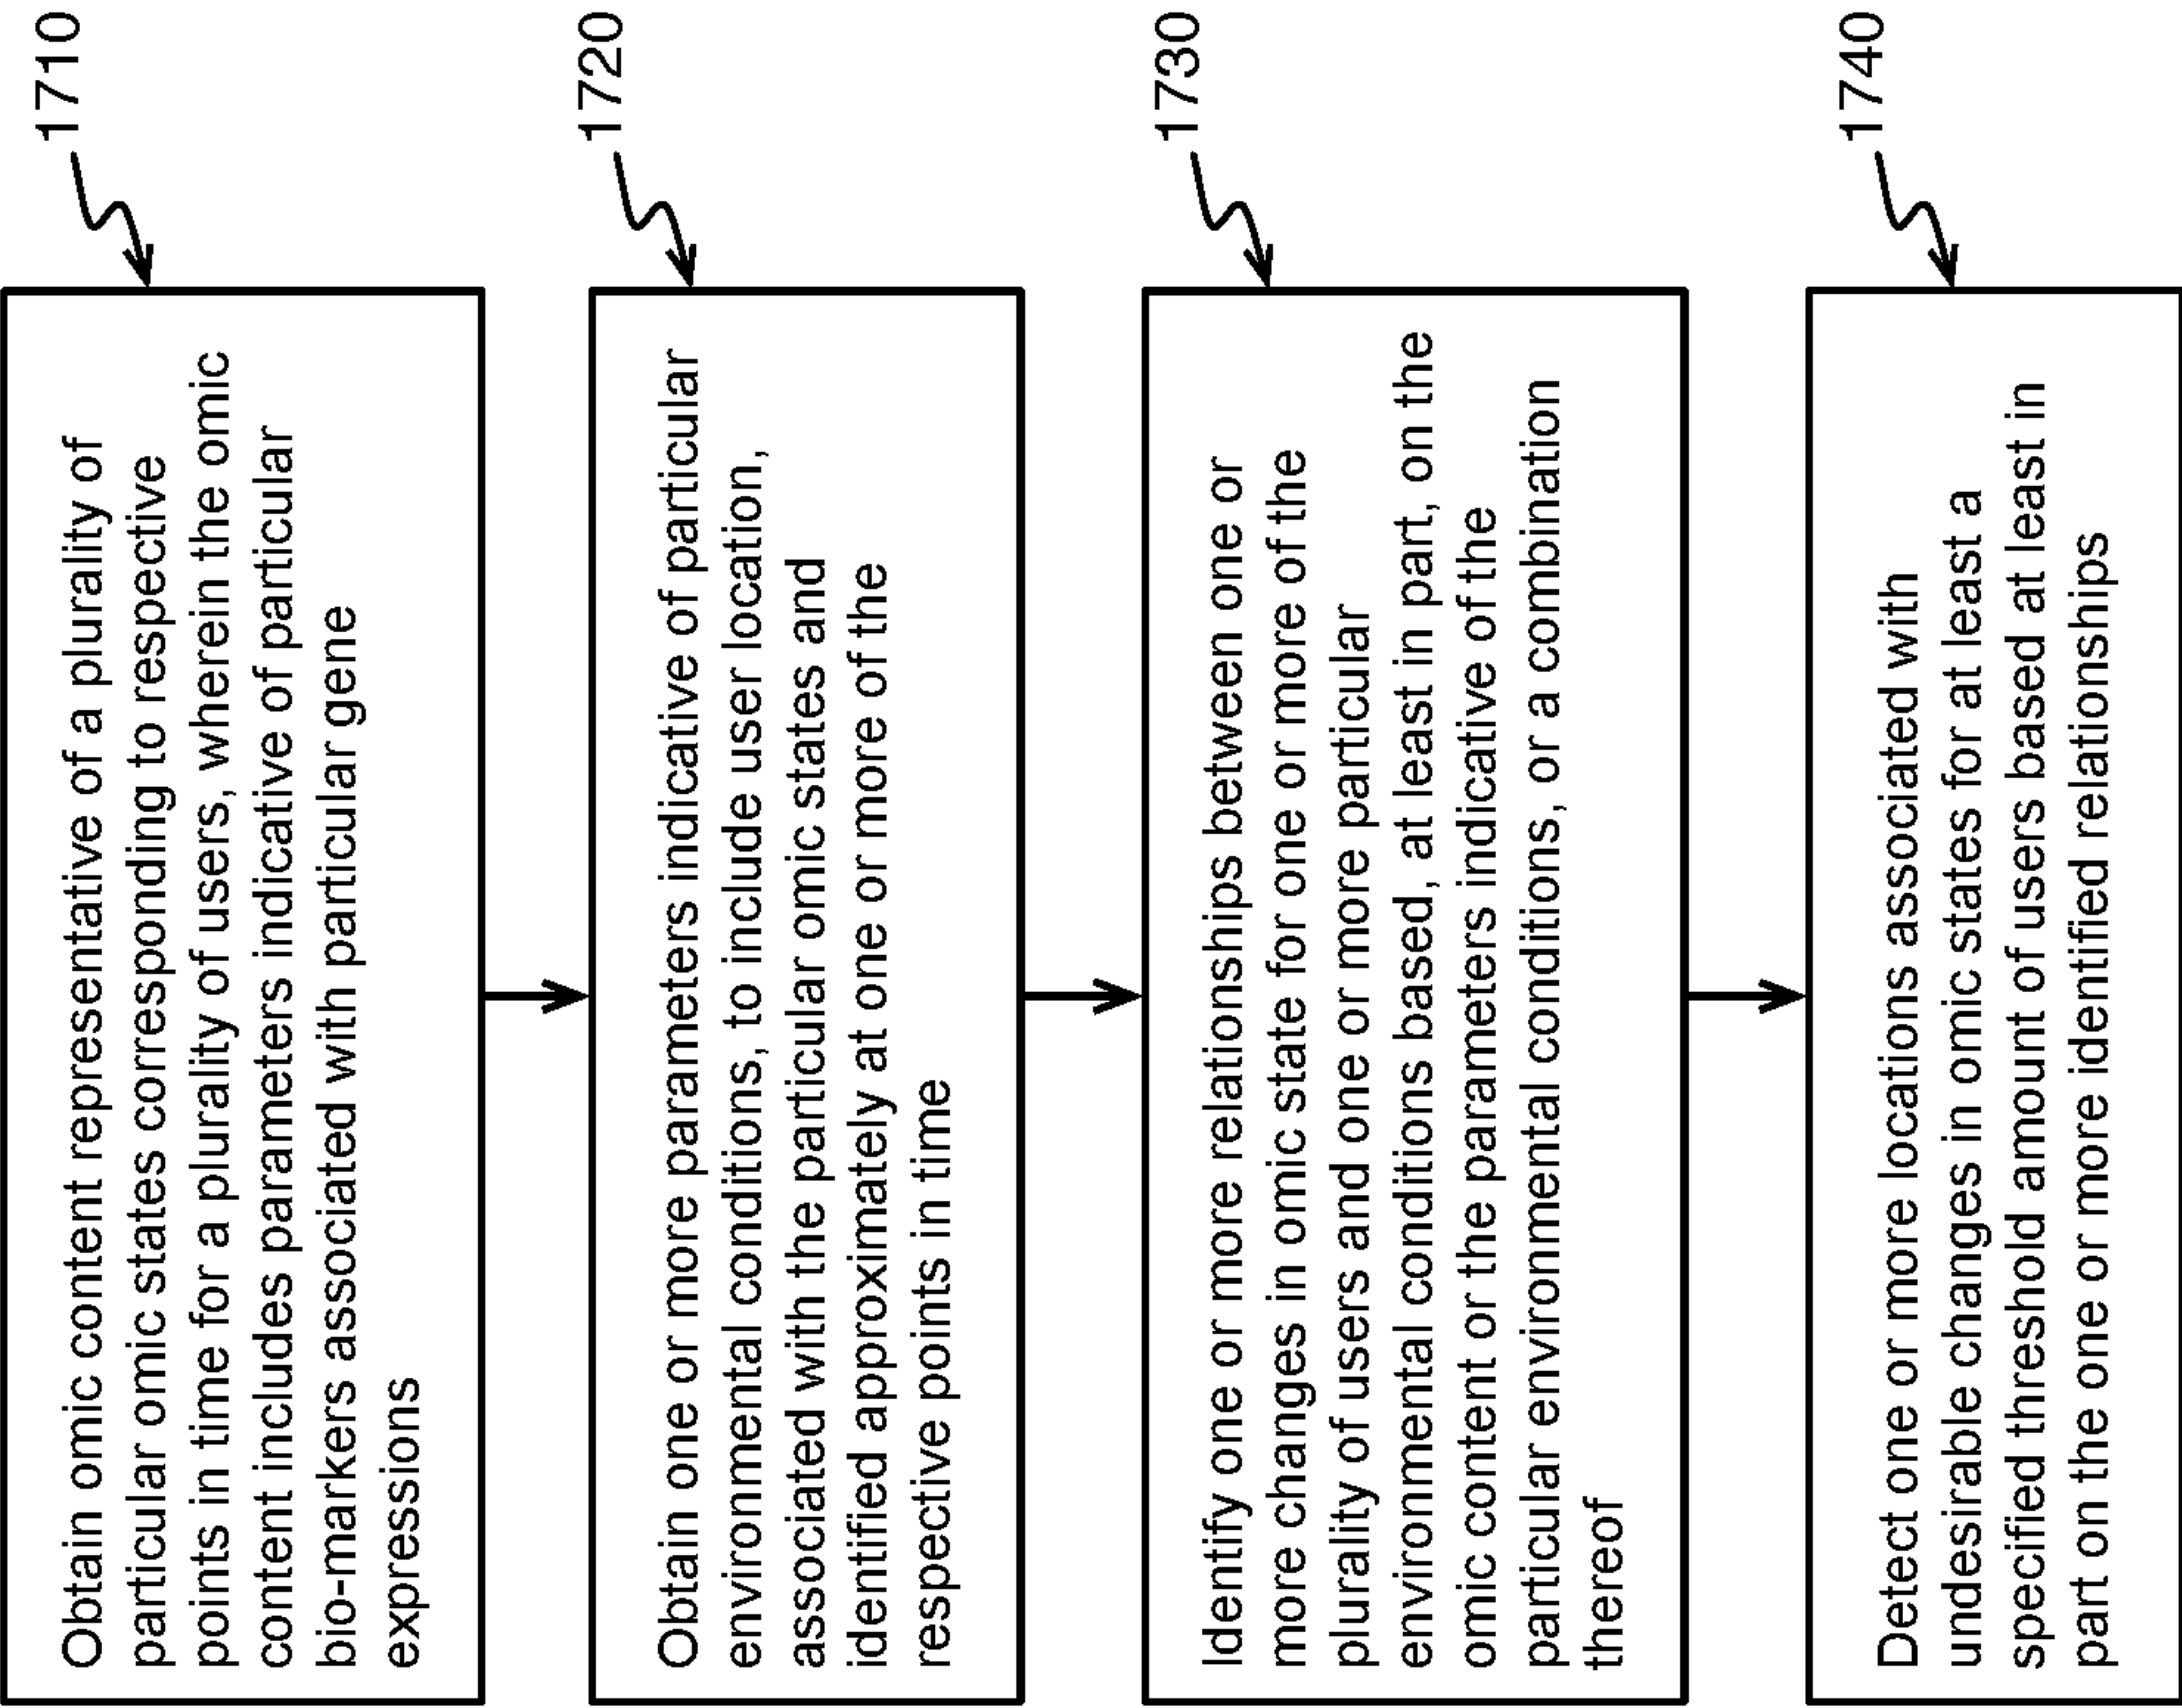 1710
Obtain omic content representative of a plurality of
particular omic states corresponding to respective
points in time for a plurality of users, wherein the omic
content includes parameters indicative of particular
bio-markers associated with particular gene
expressions
1720
Obtain one or more parameters indicative of particular
environmental conditions, to include user location,
associated with the particular omic states and
identified approximately at one or more of the
respective points in time
1730
Identify one or more relationships between one or
more changes in omic state for one or more of the
plurality of users and one or more particular
environmental conditions based, at least in part, on the
omic content or the parameters indicative of the
particular environmental conditions, or a combination
thereof
1740
Detect one or more locations associated with
undesirable changes in omic states for at least a
specified threshold amount of users based at least in
part on the one or more identified relationships